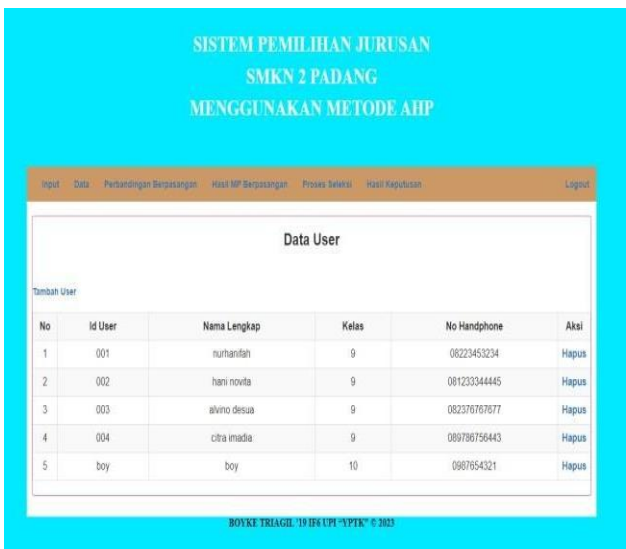 SISTEM PEMILIHAN JURUSAN
SMKN 2 PADANG
MENGGUNAKAN METODE AHP
Input Data Perbandingan Berpasangan Hasil MP Berpasangan Proses Seleksi Hasil Keputusan Logout
Data User
Tambah User
No Id User Nama Lengkap Kelas No Handphone Aksi
1 001 nurhanifah 9 08223453234 Hapus
2 002 hani novita 9 081233344445 Hapus
3 003 alvino desua 9 082376767677 Hapus
4 004 citra imadia 9 089786756443 Hapus
5 boy boy 10 0987654321 Hapus
BOYKE TRIAGIL '19 IF6 UPI "YPTK" © 2023